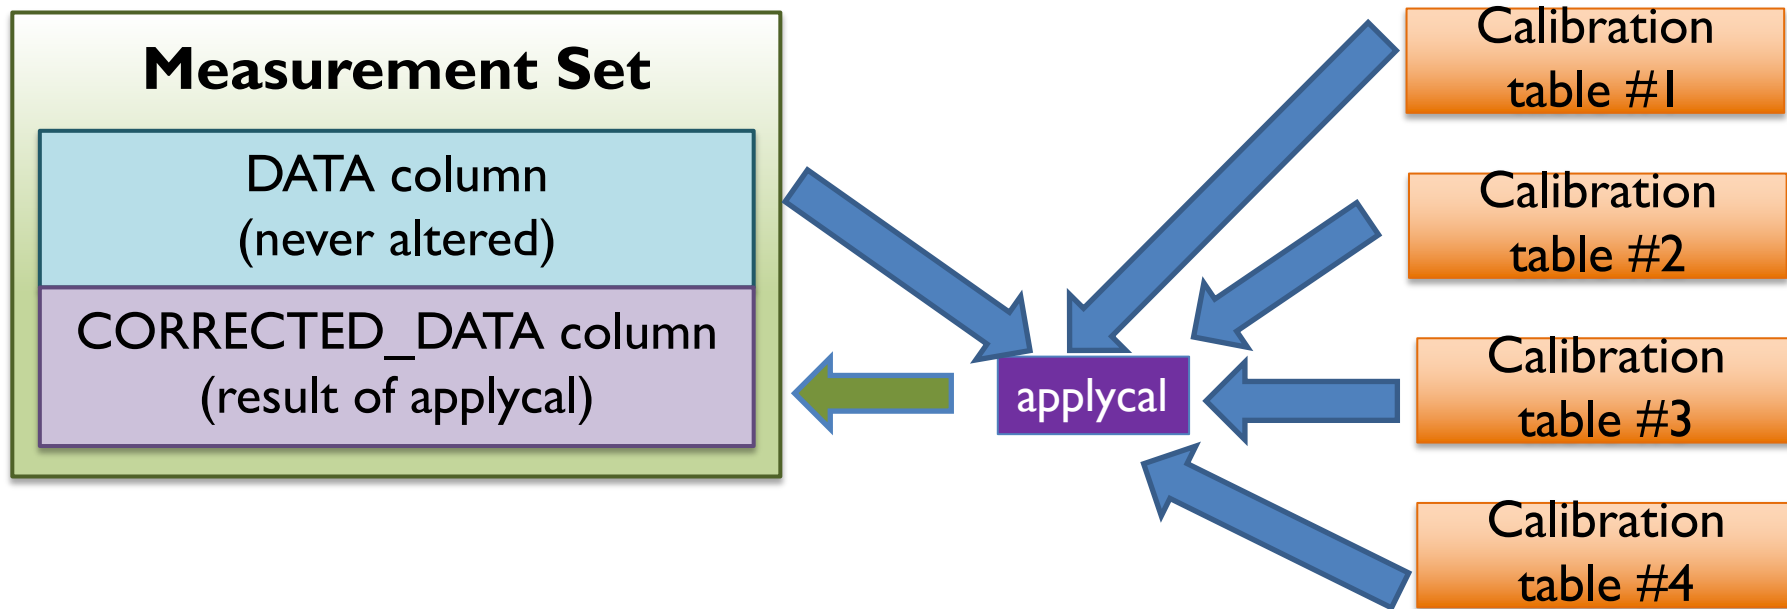 Measurement Set
DATA column
(never altered)
CORRECTED_DATA column
(result of applycal)
applycal
Calibration
table #1
Calibration
table #2
Calibration
table #3
Calibration
table #4